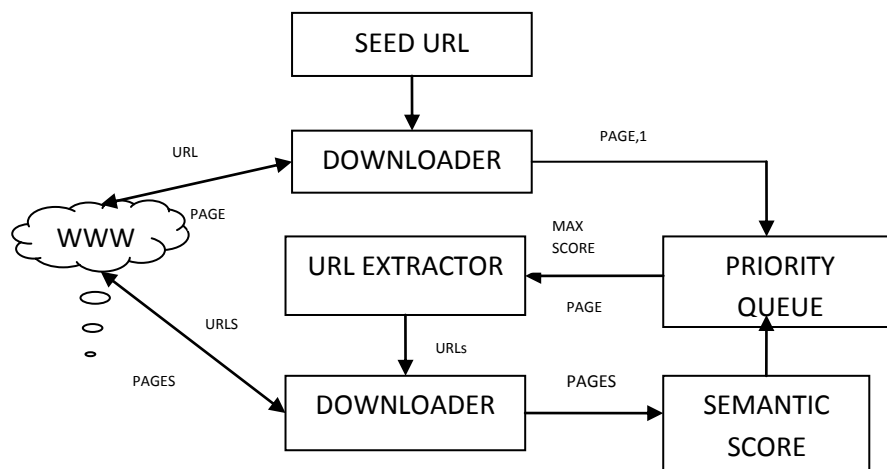 SEED URL
URL
DOWNLOADER
PAGE,1
PAGE
WWW
URL EXTRACTOR
MAX
SCORE
PAGE
PRIORITY
QUEUE
URLS
URLs
PAGES
DOWNLOADER
PAGES
SEMANTIC
SCORE